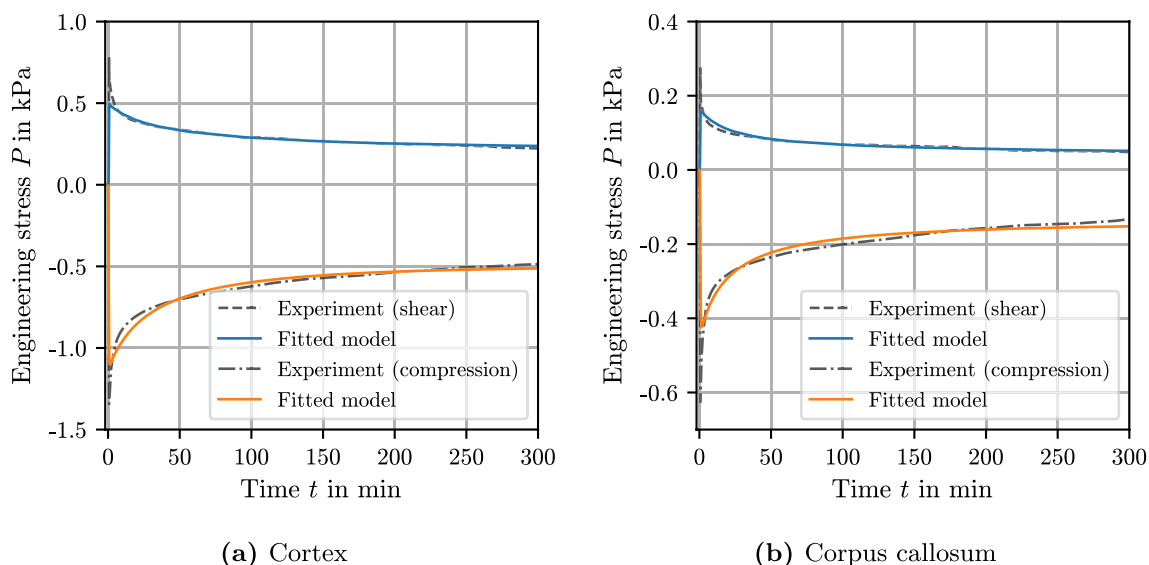 1.0
0.5
0.0
-0.5
-1.0
-1.5
Engineering stress P in kPa
Experiment (shear)
Fitted model
Experiment (compression)
Fitted model
0 50 100 150 200 250 300
Time t in min
(a) Cortex
0.4
0.2
0.0
-0.2
-0.4
-0.6
Engineering stress P in kPa
Experiment (shear)
Fitted model
Experiment (compression)
Fitted model
0 50 100 150 200 250 300
Time t in min
(b) Corpus callosum